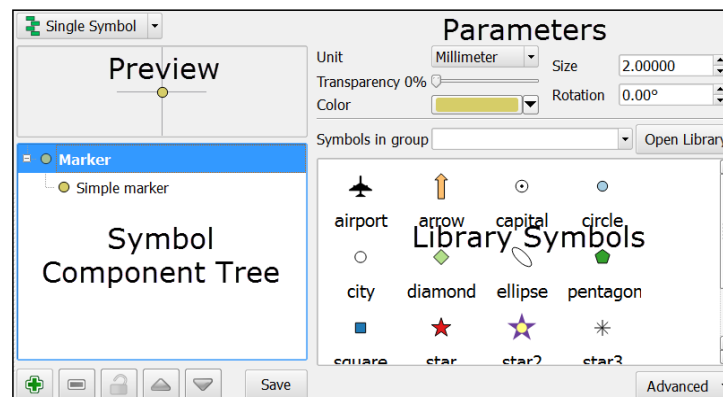 Single Symbol
Preview
Marker
Simple marker
Symbol
Component Tree
Save
Parameters
Unit Millimeter Size 2.00000
Transparency 0%
Color Rotation 0.00°
Symbols in group Open Library
airport arrow capital circle
Library Symbols
city diamond ellipse pentagon
square star star2 star3
Advanced